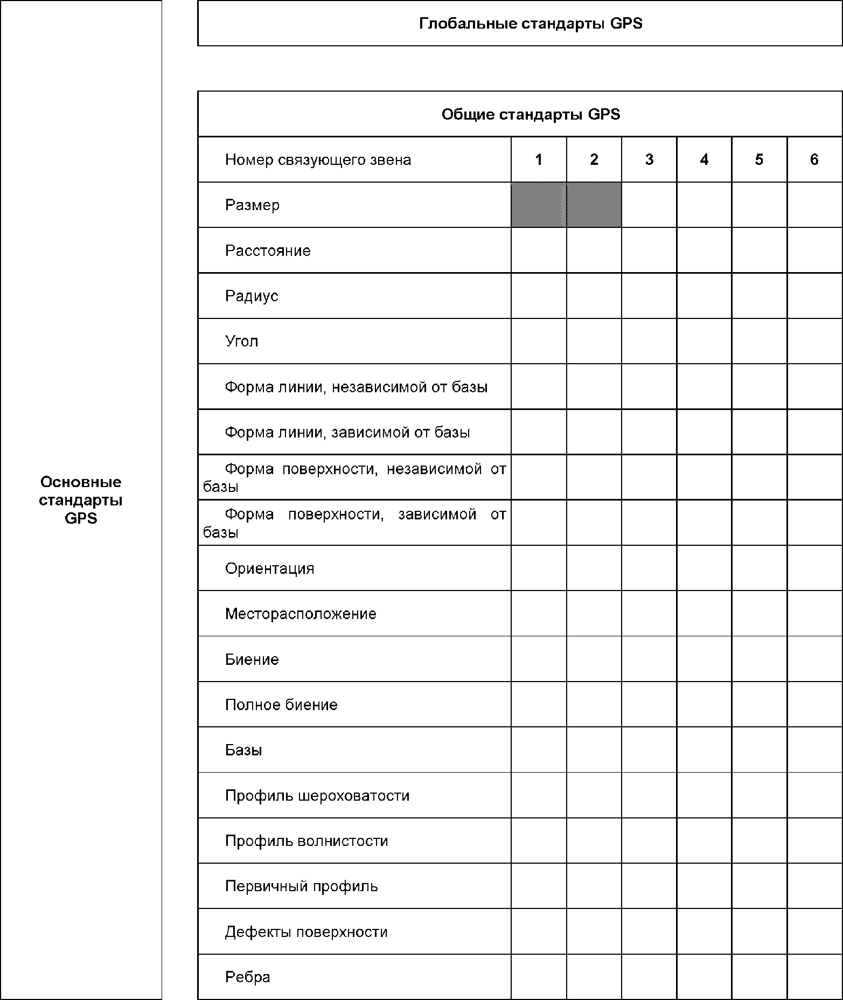 Глобальные стандарты GPS
Общие стандарты GPS
Номер связующего звена 1 2 3 4 5 6
Размер
Расстояние
Радиус
Угол
Форма линии, независимой от базы
Форма линии, зависимой от базы
Форма поверхности, независимой от
базы
Форма поверхности, зависимой от
базы
Ориентация
Месторасположение
Биение
Полное биение
Базы
Профиль шероховатости
Профиль волнистости
Первичный профиль
Дефекты поверхности
Ребра
Основные
стандарты
GPS